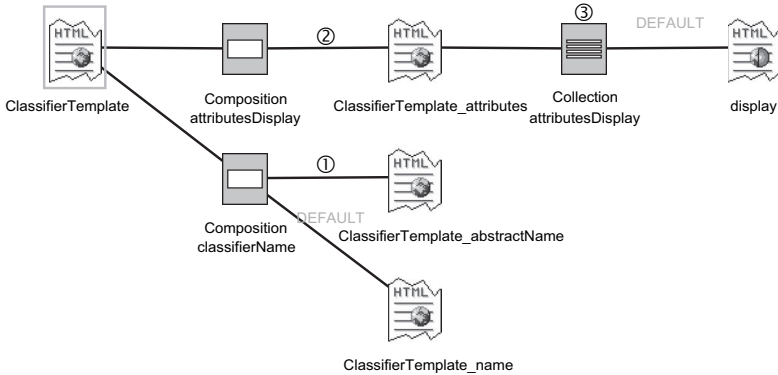 ③
HTML
②
HTML
DEFAULT
HTML
ClassifierTemplate
Composition
attributesDisplay
ClassifierTemplate_attributes
Collection
attributesDisplay
display
①
HTML
DEFAULT
Composition
classifierName
ClassifierTemplate_abstractName
HTML
ClassifierTemplate_name